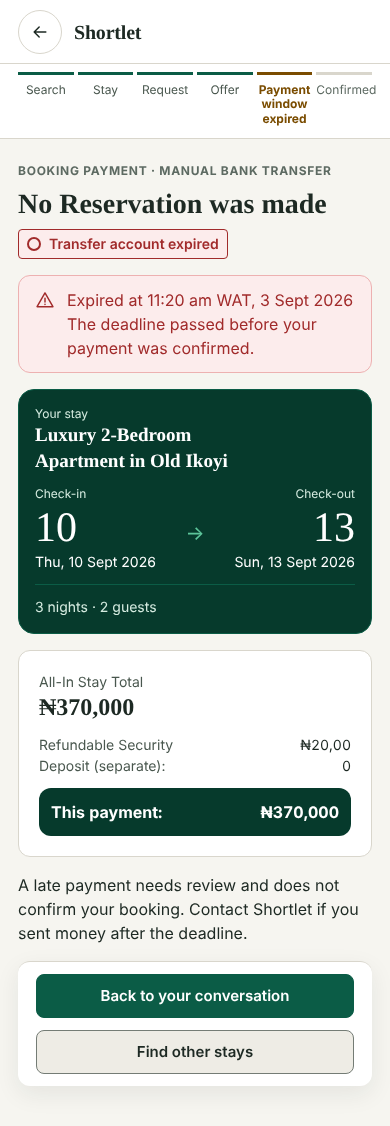 Shortlet
Search
Stay
Request
Offer
Payment
window
expired
Confirmed
BOOKING PAYMENT · MANUAL BANK TRANSFER
No Reservation was made
Transfer account expired
Expired at 11:20 am WAT, 3 Sept 2026
The deadline passed before your
payment was confirmed.
Your stay
Luxury 2-Bedroom
Apartment in Old Ikoyi
Check-in
Check-out
10
→
13
Thu, 10 Sept 2026
Sun, 13 Sept 2026
3 nights · 2 guests
All-In Stay Total
₦370,000
Refundable Security
Deposit (separate):
₦20,00
0
This payment:
₦370,000
A late payment needs review and does not
confirm your booking. Contact Shortlet if you
sent money after the deadline.
Back to your conversation
Find other stays